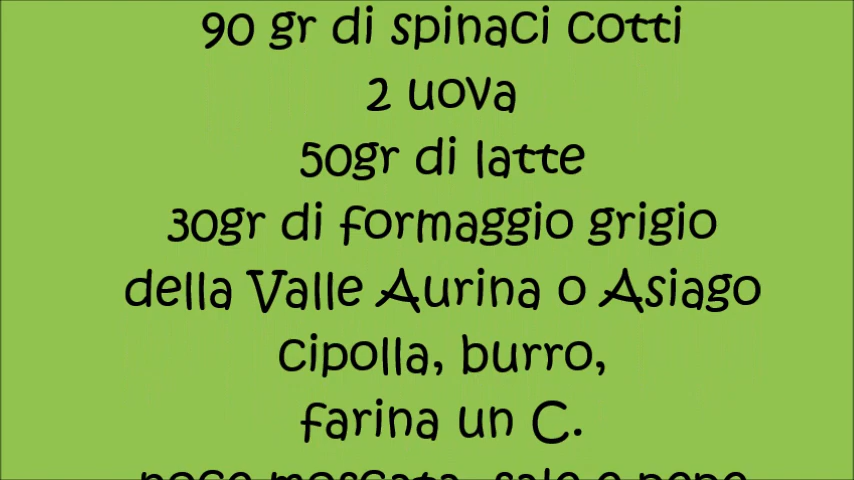 90 gr di spinaci cotti
2 uova
50gr di latte
30gr di formaggio grigio
della Valle Aurina o Asiago
cipolla, burro,
farina un C.
noce moscata, sale e pepe